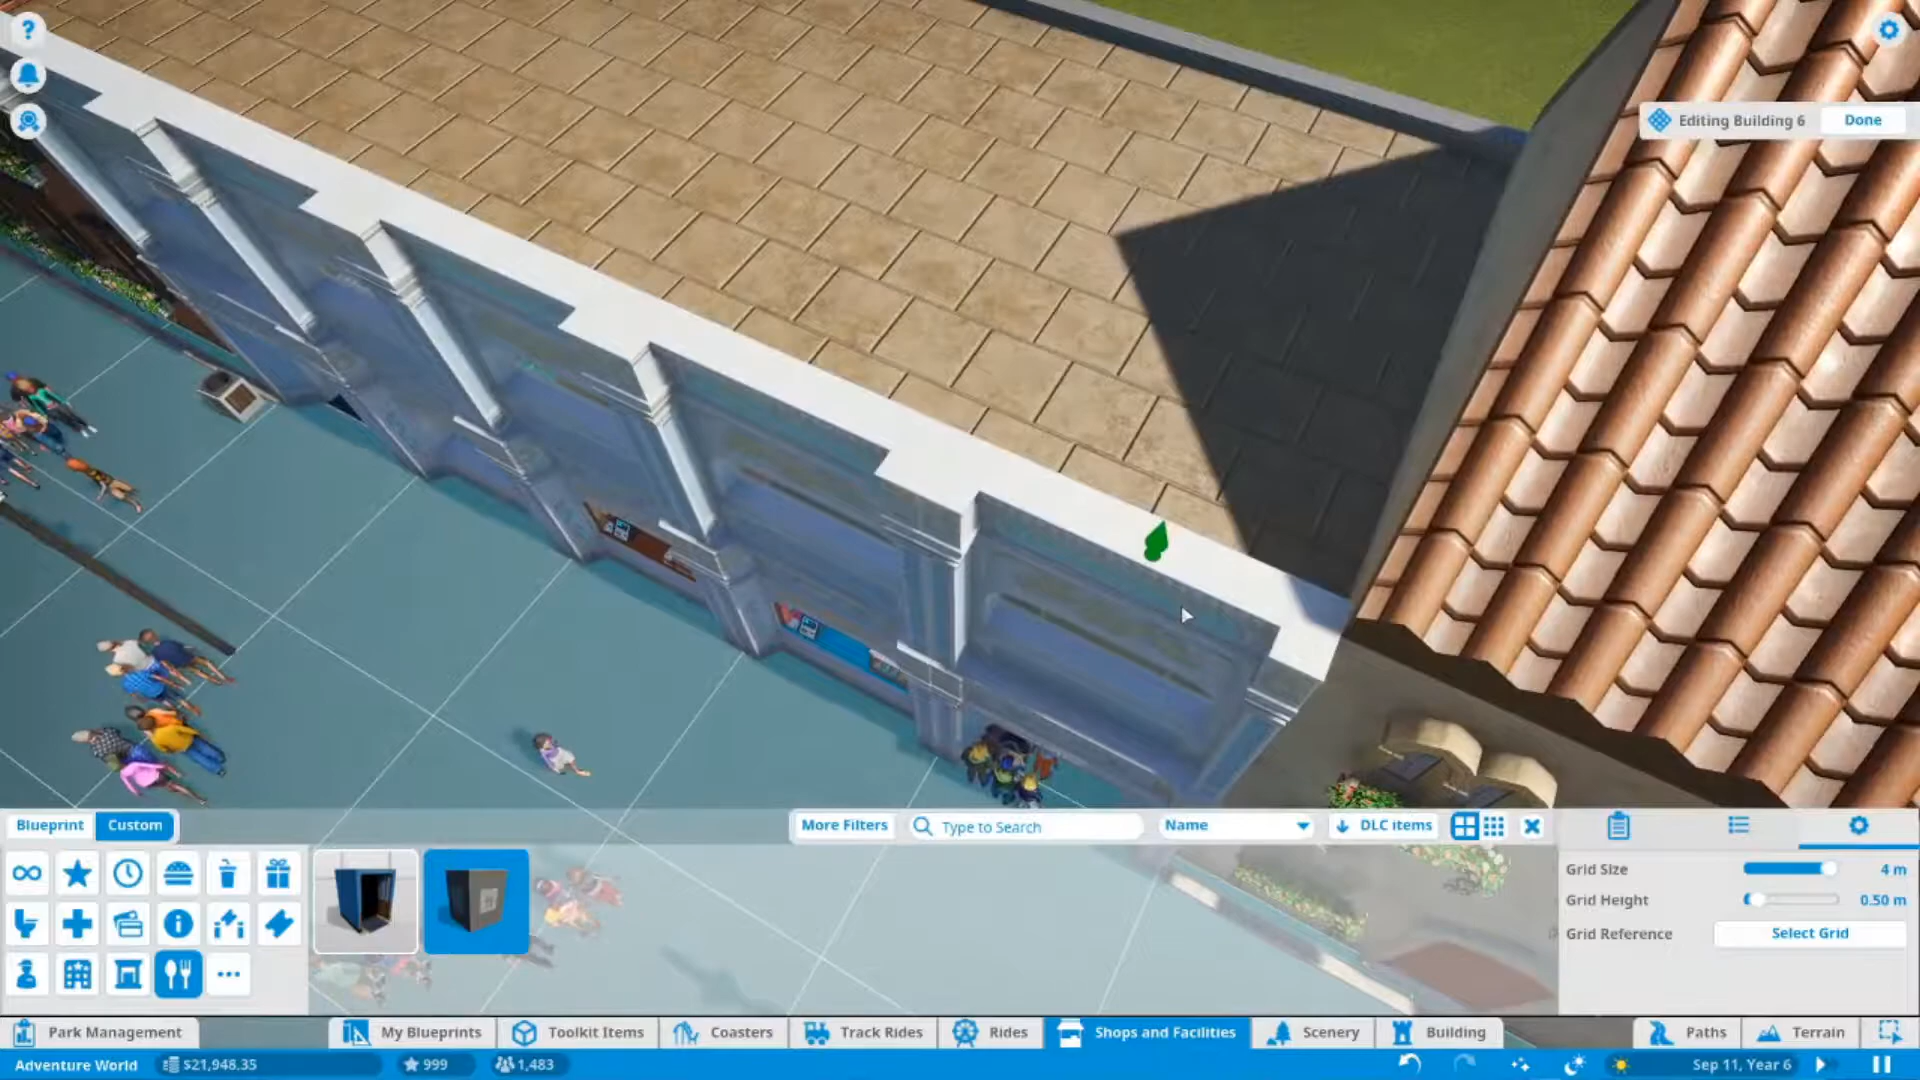 ?
Editing Building 6 Done
Blueprint Custom
More Filters Type to Search Name DLC items
Grid Size 4 m
Grid Height 0.50 m
Grid Reference Select Grid
Park Management My Blueprints Toolkit Items Coasters Track Rides Rides Shops and Facilities Scenery Building Paths Terrain
Adventure World $21,948.35 999 1,483 Sep 11, Year 6